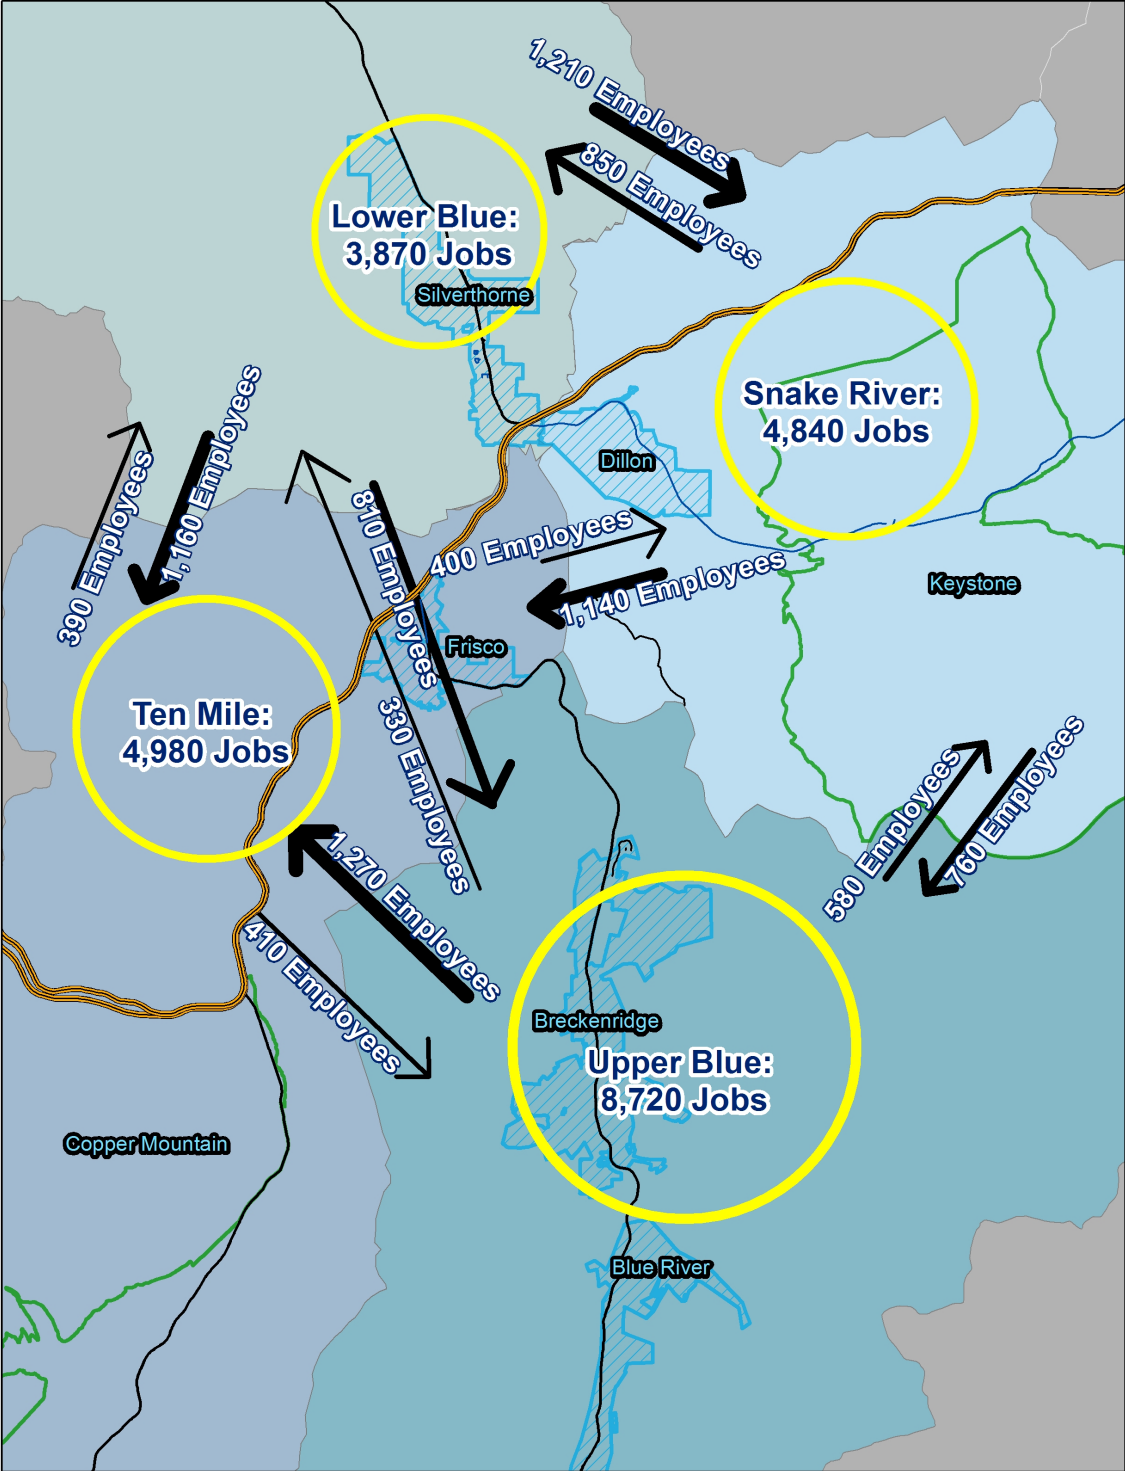 1,210 Employees
850 Employees
Lower Blue:
3,870 Jobs
Silverthorne
Snake River:
4,840 Jobs
Dillon
390 Employees
1,160 Employees
810 Employees
400 Employees
1,140 Employees
Keystone
Frisco
330 Employees
Ten Mile:
4,980 Jobs
580 Employees
760 Employees
1,270 Employees
410 Employees
Breckenridge
Upper Blue:
8,720 Jobs
Copper Mountain
Blue River